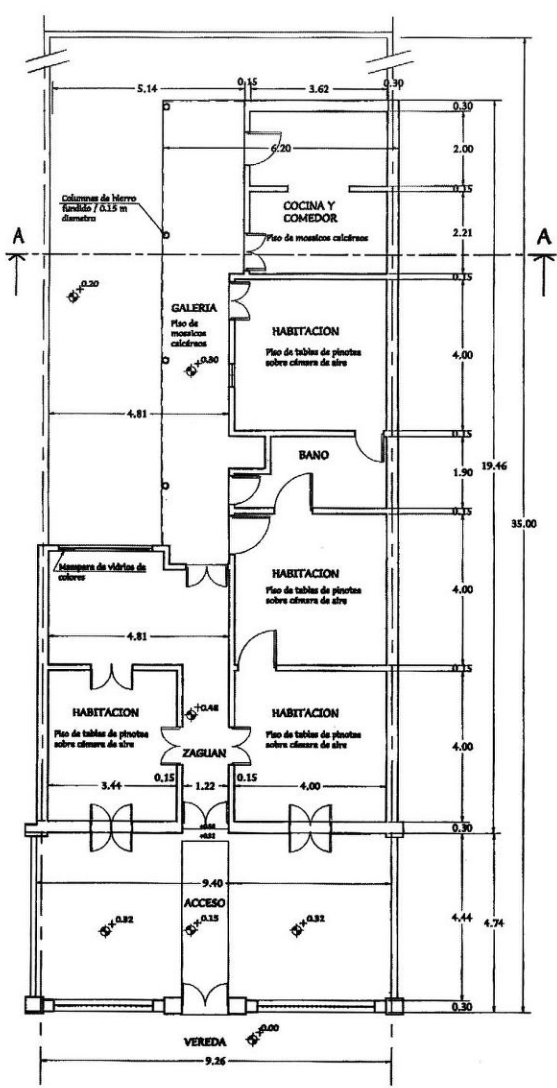 5.14
0.15
3.62
0.30
0.30
6.20
2.00
0.15
Columnas de hierro
fundido / 0.15 m
diametro
COCINA Y
COMEDOR
Piso de mosaicos calcáreos
2.21
A
A
0.15
+0.20
GALERIA
Piso de
mosaicos
calcáreos
HABITACION
Piso de tablas de pinotea
sobre cámara de aire
4.00
+0.30
4.81
0.15
BANO
1.90
19.46
0.15
35.00
Mampara de vidrios de
colores
HABITACION
Piso de tablas de pinotea
sobre cámara de aire
4.00
4.81
0.15
HABITACION
Piso de tablas de pinotea
sobre cámara de aire
+0.48
ZAGUAN
HABITACION
Piso de tablas de pinotea
sobre cámara de aire
4.00
3.44
0.15
1.22
0.15
4.00
0.30
+0.32
9.40
ACCESO
+0.32
+0.15
+0.32
4.44
4.74
0.30
VEREDA
+0.00
9.26